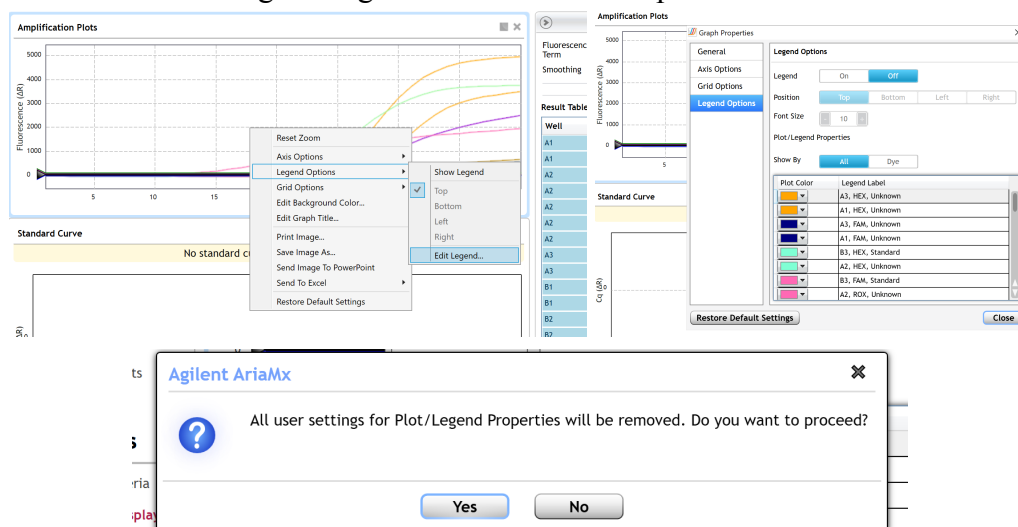 Amplification Plots
5000
4000
3000
2000
1000
0
Fluorescence (ΔR)
5
10
15
Reset Zoom
Axis Options
Legend Options
Grid Options
Edit Background Color...
Edit Graph Title...
Print Image...
Save Image As...
Send Image To PowerPoint
Send To Excel
Restore Default Settings
Show Legend
Top
Bottom
Left
Right
Edit Legend...
Standard Curve
No standard
Term
Smoothing
Result Table
Well
A1
A1
A2
A2
A2
A2
A2
A3
A3
B1
B1
B2
B2
Amplification Plots
5000
4000
3000
2000
1000
0
Fluorescence (ΔR)
5
Standard Curve
Cq (ΔR)
0
Graph Properties
General
Axis Options
Grid Options
Legend Options
Legend Options
Legend On Off
Position Top Bottom Left Right
Font Size 10
Plot/Legend Properties
Show By All Dye
Plot Color Legend Label
A3, HEX, Unknown
A1, HEX, Unknown
A3, FAM, Unknown
A1, FAM, Unknown
B3, HEX, Standard
A2, HEX, Unknown
B3, FAM, Standard
A2, ROX, Unknown
Restore Default Settings
Close
Agilent AriaMx
All user settings for Plot/Legend Properties will be removed. Do you want to proceed?
Yes No